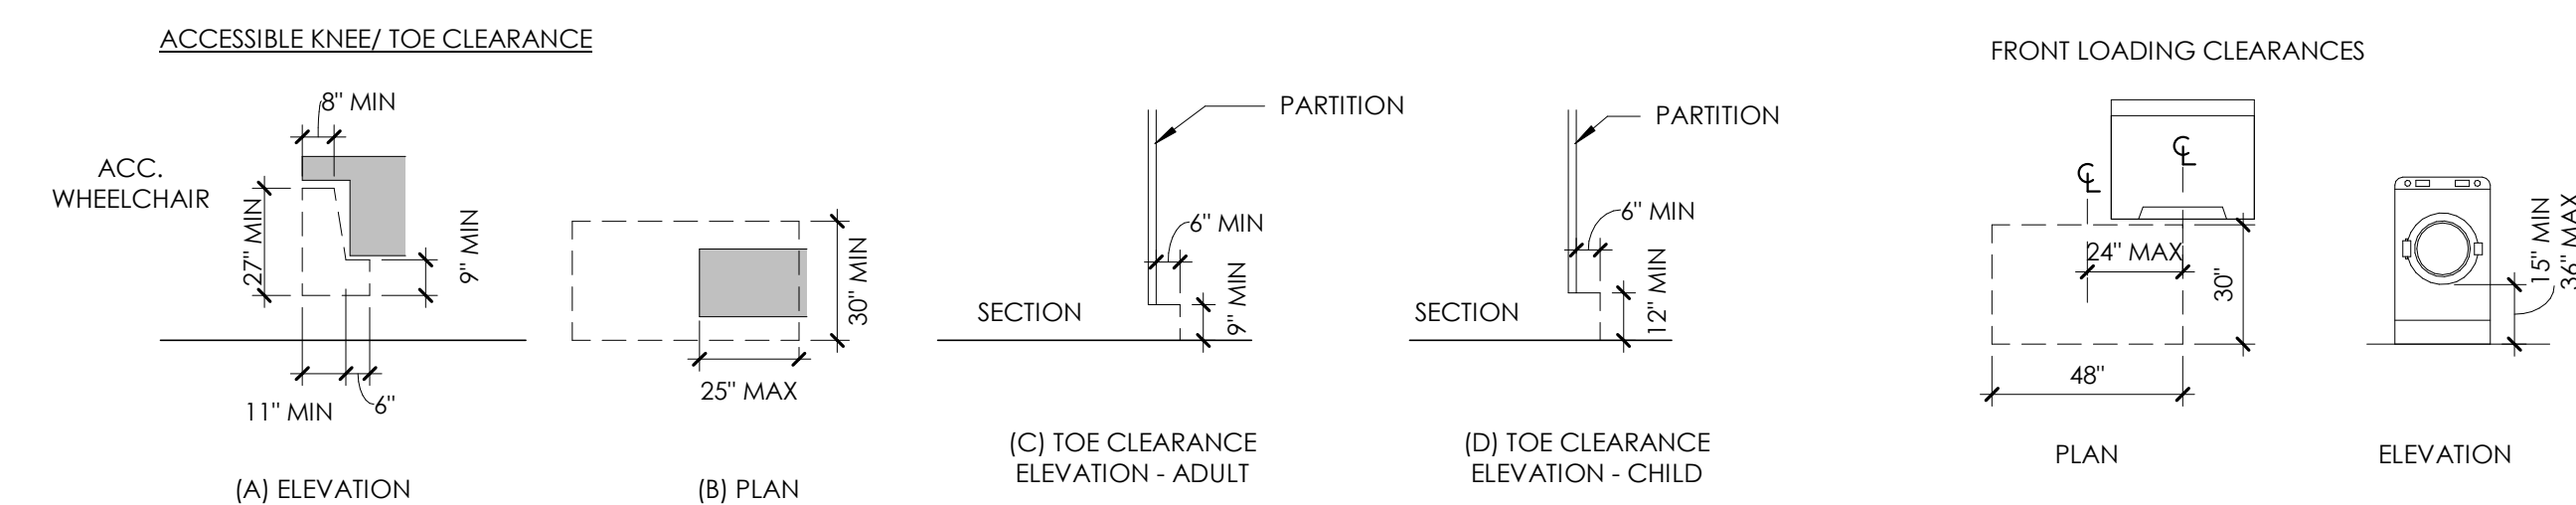 ACCESSIBLE KNEE/ TOE CLEARANCE
8" MIN
ACC.
WHEELCHAIR
27" MIN
9" MIN
11" MIN
6"
(A) ELEVATION
30" MIN
25" MAX
(B) PLAN
PARTITION
6" MIN
SECTION
9" MIN
(C) TOE CLEARANCE
ELEVATION - ADULT
PARTITION
6" MIN
SECTION
12" MIN
(D) TOE CLEARANCE
ELEVATION - CHILD
FRONT LOADING CLEARANCES
℄
℄
24" MAX
30"
48"
PLAN
15" MIN
36" MAX
ELEVATION